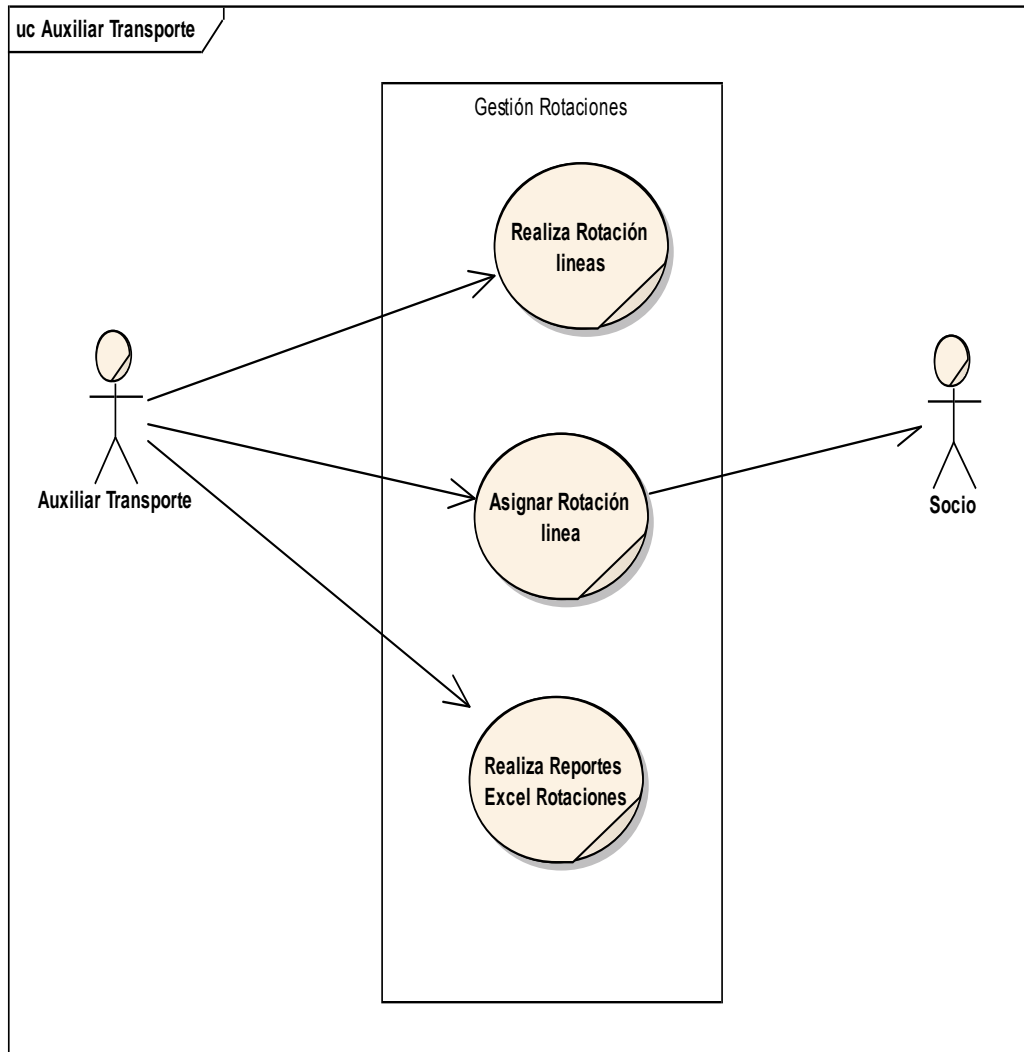 uc Auxiliar Transporte
Gestión Rotaciones
Realiza Rotación
lineas
Auxiliar Transporte
Asignar Rotación
linea
Socio
Realiza Reportes
Excel Rotaciones